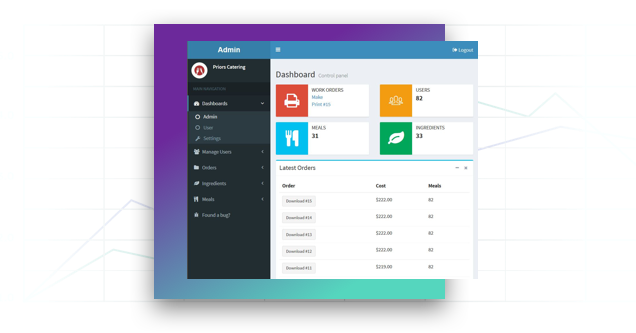 Admin
Logout
Priors Catering
MAIN NAVIGATION
Dashboards
Admin
User
Settings
Manage Users
Orders
Ingredients
Meals
Found a bug?
Dashboard Control panel
WORK ORDERS
Make
Print #15
USERS
82
MEALS
31
INGREDIENTS
33
Latest Orders
Order Cost Meals
Download #15 $222.00 82
Download #14 $222.00 82
Download #13 $222.00 82
Download #12 $222.00 82
Download #11 $219.00 82